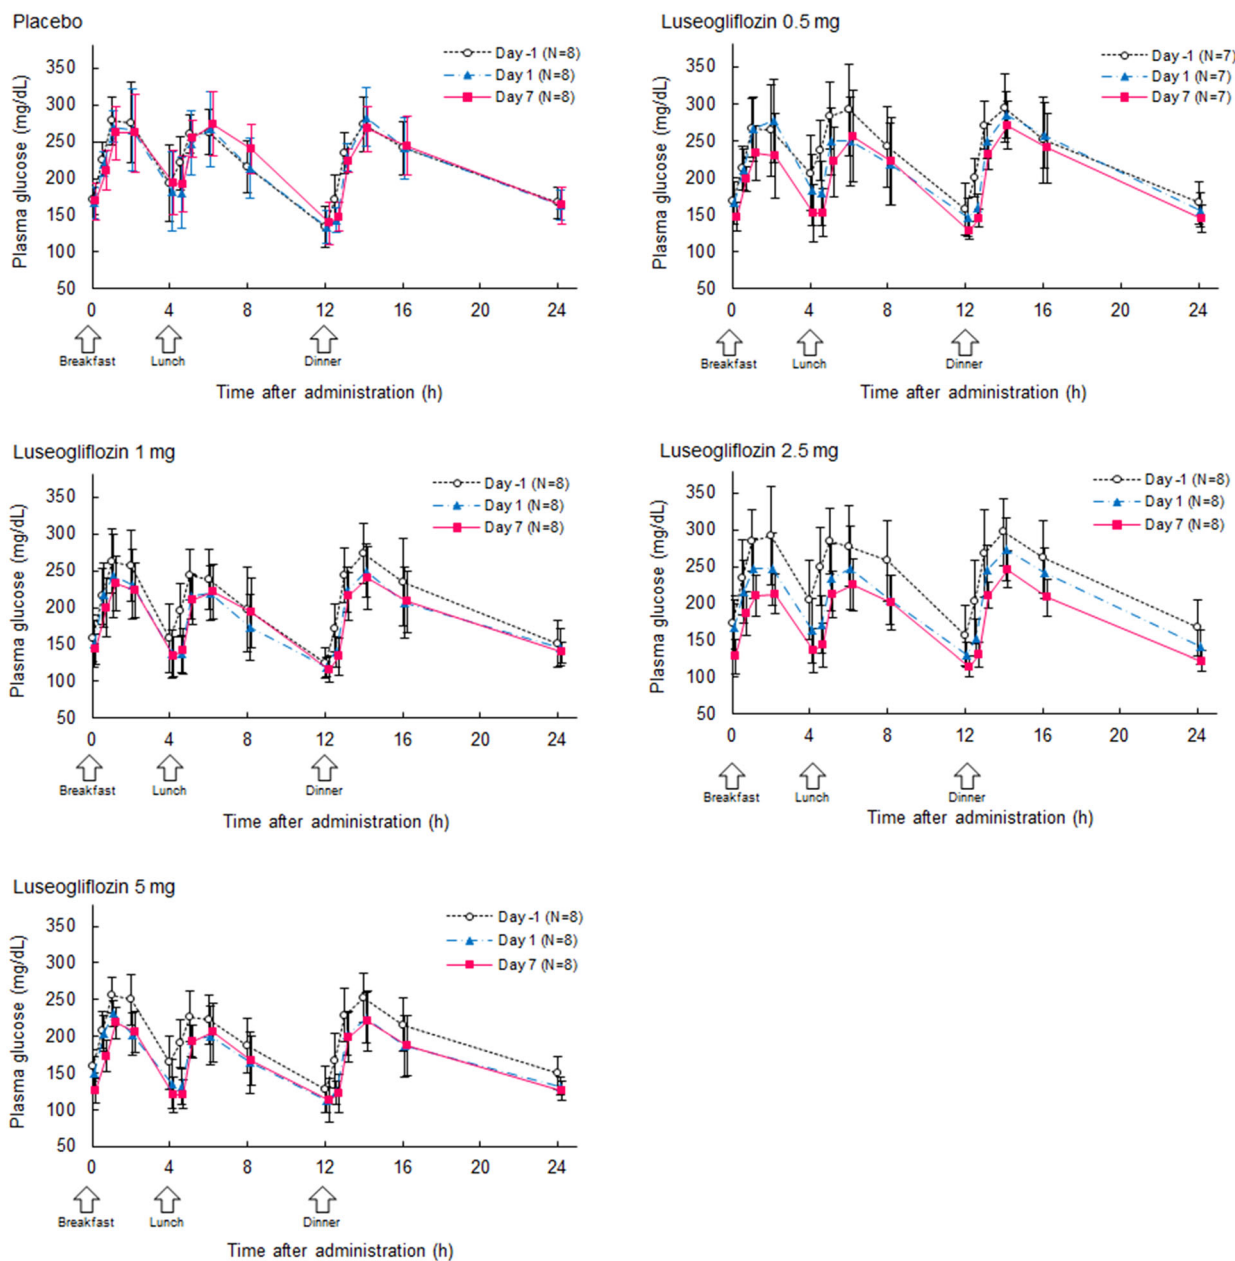 Placebo
Plasma glucose (mg/dL)
350
300
250
200
150
100
50
Day -1 (N=8)
Day 1 (N=8)
Day 7 (N=8)
0 4 8 12 16 20 24
Breakfast Lunch Dinner
Time after administration (h)
Luseogliflozin 0.5 mg
Plasma glucose (mg/dL)
350
300
250
200
150
100
50
Day -1 (N=7)
Day 1 (N=7)
Day 7 (N=7)
0 4 8 12 16 20 24
Breakfast Lunch Dinner
Time after administration (h)
Luseogliflozin 1 mg
Plasma glucose (mg/dL)
350
300
250
200
150
100
50
Day -1 (N=8)
Day 1 (N=8)
Day 7 (N=8)
0 4 8 12 16 20 24
Breakfast Lunch Dinner
Time after administration (h)
Luseogliflozin 2.5 mg
Plasma glucose (mg/dL)
350
300
250
200
150
100
50
Day -1 (N=8)
Day 1 (N=8)
Day 7 (N=8)
0 4 8 12 16 20 24
Breakfast Lunch Dinner
Time after administration (h)
Luseogliflozin 5 mg
Plasma glucose (mg/dL)
350
300
250
200
150
100
50
Day -1 (N=8)
Day 1 (N=8)
Day 7 (N=8)
0 4 8 12 16 20 24
Breakfast Lunch Dinner
Time after administration (h)